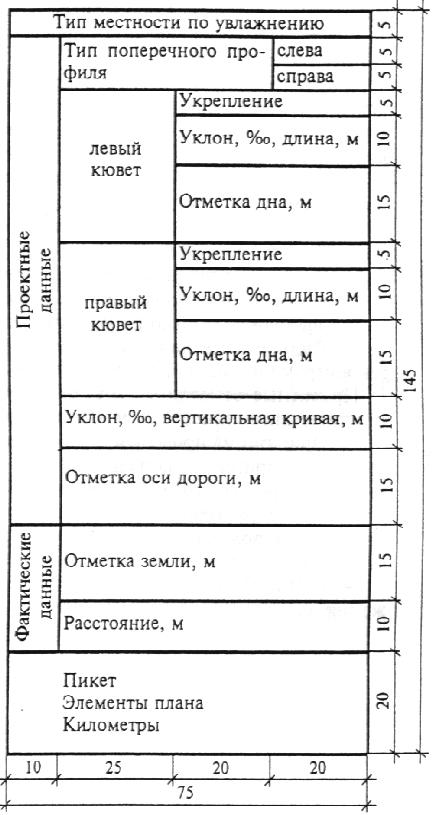 Тип местности по увлажнению
5
Проектные
данные
Тип поперечного про-
филя
слева
5
справа
5
левый
кювет
Укрепление
5
Уклон, ‰, длина, м
10
Отметка дна, м
15
правый
кювет
Укрепление
5
Уклон, ‰, длина, м
10
Отметка дна, м
15
Уклон, ‰, вертикальная кривая, м
10
Отметка оси дороги, м
15
Фактические
данные
Отметка земли, м
15
Расстояние, м
10
Пикет
Элементы плана
Километры
20
145
10
25
20
20
75